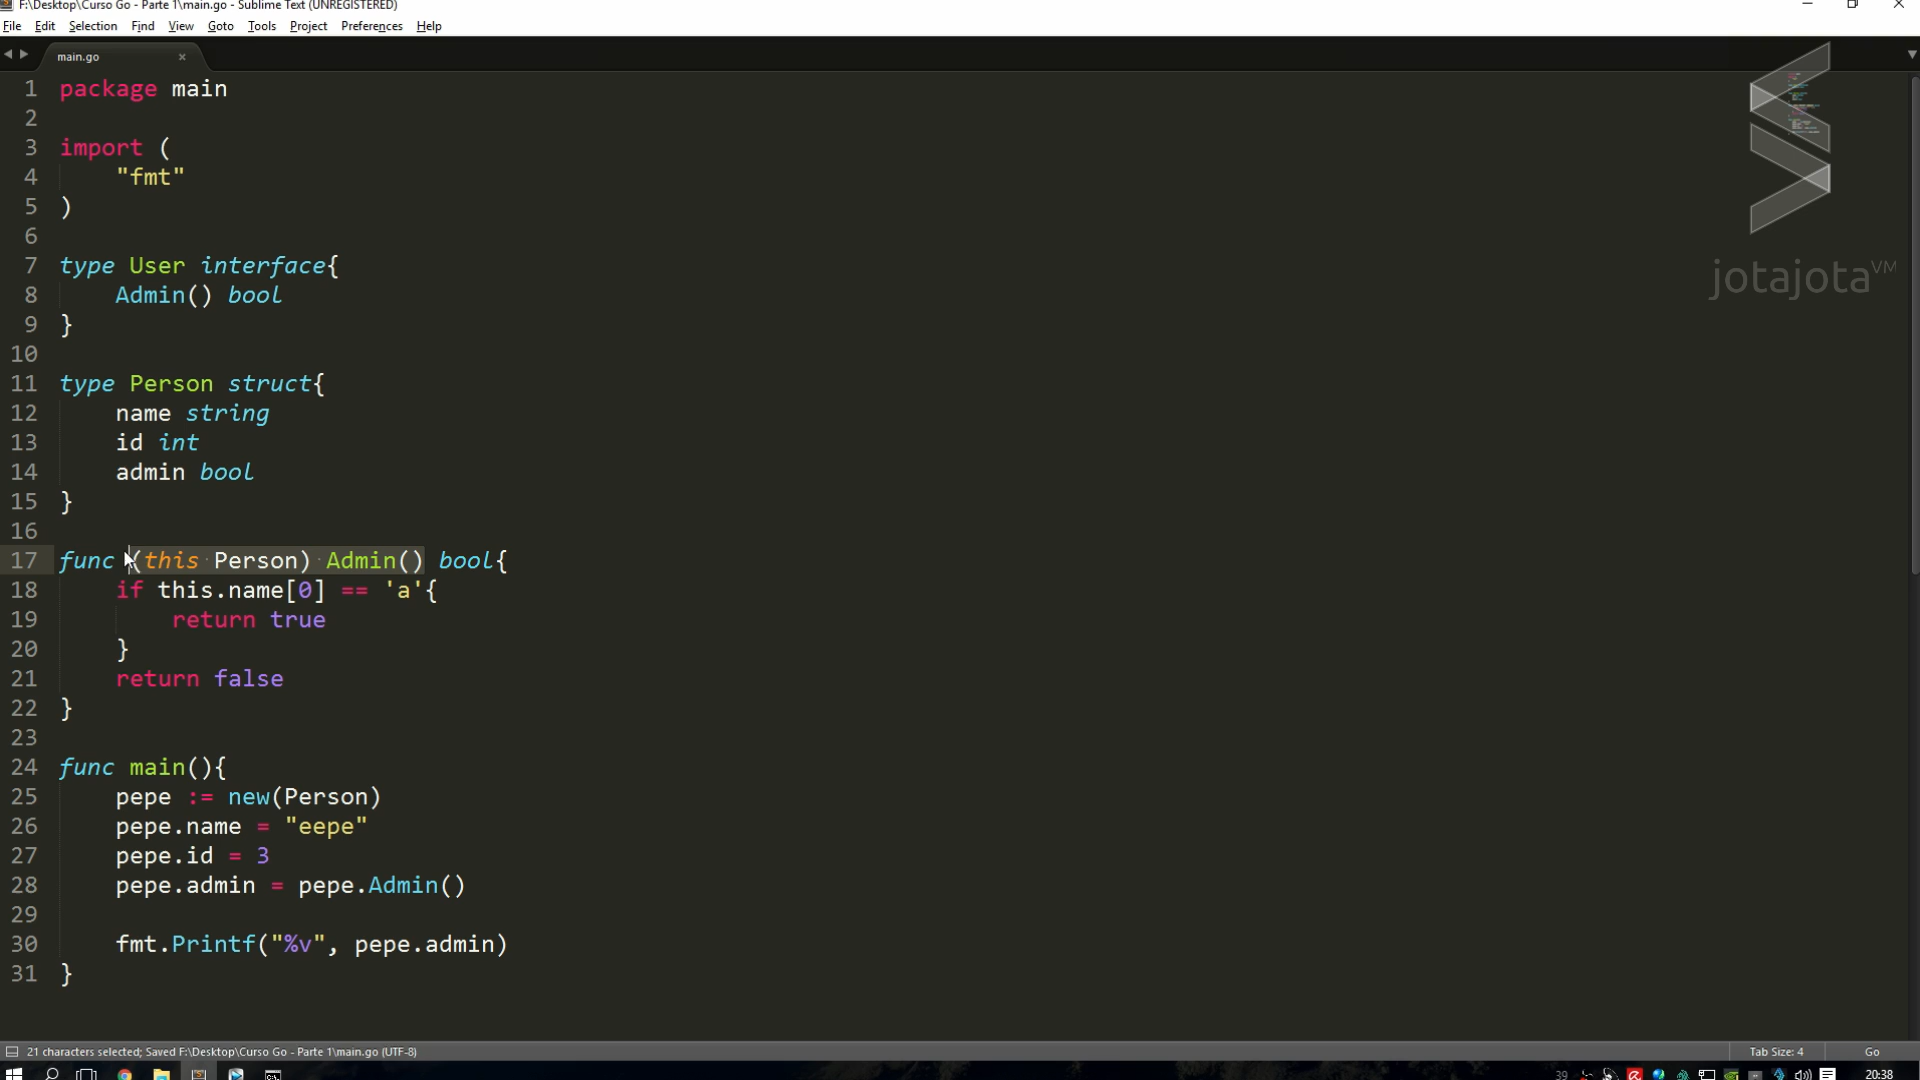 F:\Desktop\Curso Go - Parte 1\main.go - Sublime Text (UNREGISTERED)
File Edit Selection Find View Goto Tools Project Preferences Help
main.go
1 package main
2
3 import (
4 "fmt"
5 )
6
7 type User interface{
8 Admin() bool
9 }
10
11 type Person struct{
12 name string
13 id int
14 admin bool
15 }
16
17 func (this Person) Admin() bool{
18 if this.name[0] == 'a'{
19 return true
20 }
21 return false
22 }
23
24 func main(){
25 pepe := new(Person)
26 pepe.name = "eepe"
27 pepe.id = 3
28 pepe.admin = pepe.Admin()
29
30 fmt.Printf("%v", pepe.admin)
31 }
jotajota VM
21 characters selected; Saved F:\Desktop\Curso Go - Parte 1\main.go (UTF-8) Tab Size: 4 Go
39 20:38